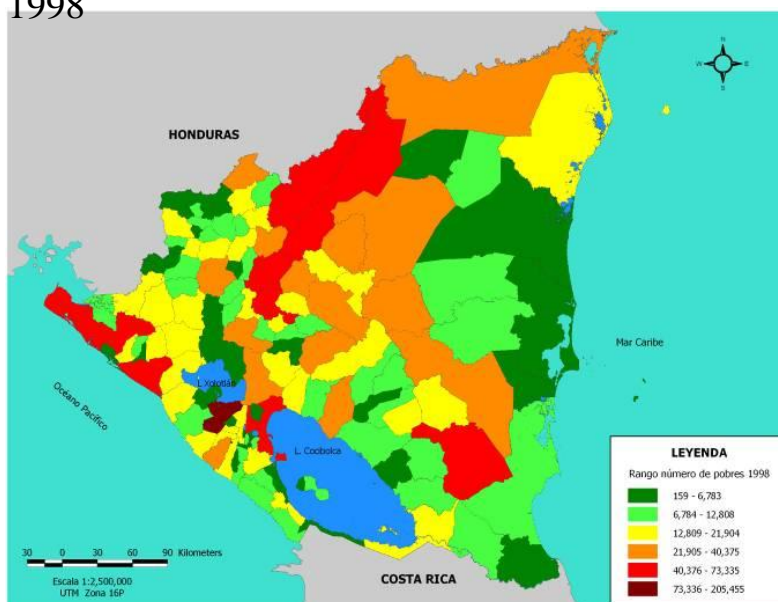 1998
HONDURAS
N
W E
S
L Xolotlán
Mar Caribe
Océano Pacífico
L. Cocibolca
LEYENDA
Rango número de pobres 1998
159 - 6,783
6,784 - 12,808
12,809 - 21,904
21,905 - 40,375
40,376 - 73,335
73,336 - 205,455
30 0 30 60 90 Kilometers
Escala 1:2,500,000
UTM Zona 16P
COSTA RICA